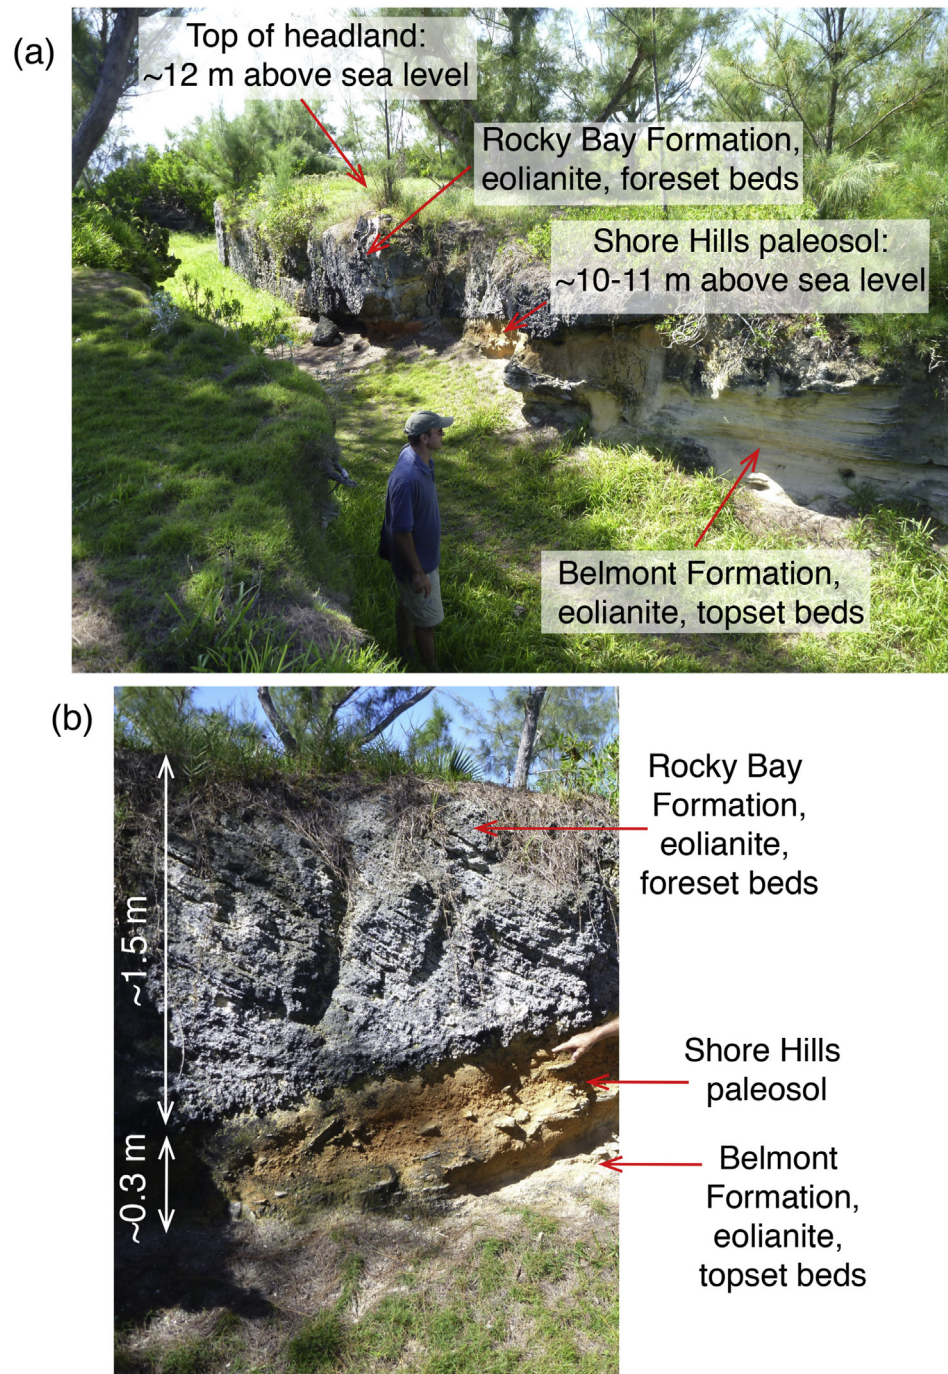 (a)
Top of headland:
~12 m above sea level
Rocky Bay Formation,
eolianite, foreset beds
Shore Hills paleosol:
~10-11 m above sea level
Belmont Formation,
eolianite, topset beds
(b)
~1.5 m
~0.3 m
Rocky Bay
Formation,
eolianite,
foreset beds
Shore Hills
paleosol
Belmont
Formation,
eolianite,
topset beds